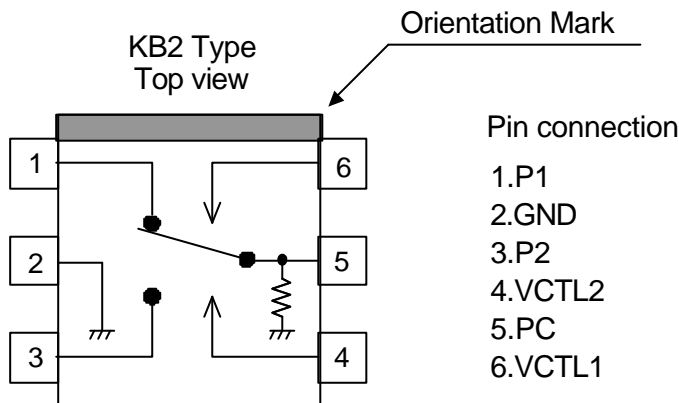 Orientation Mark
KB2 Type
Top view
Pin connection
1
6
2
5
3
4
1.P1
2.GND
3.P2
4.VCTL2
5.PC
6.VCTL1